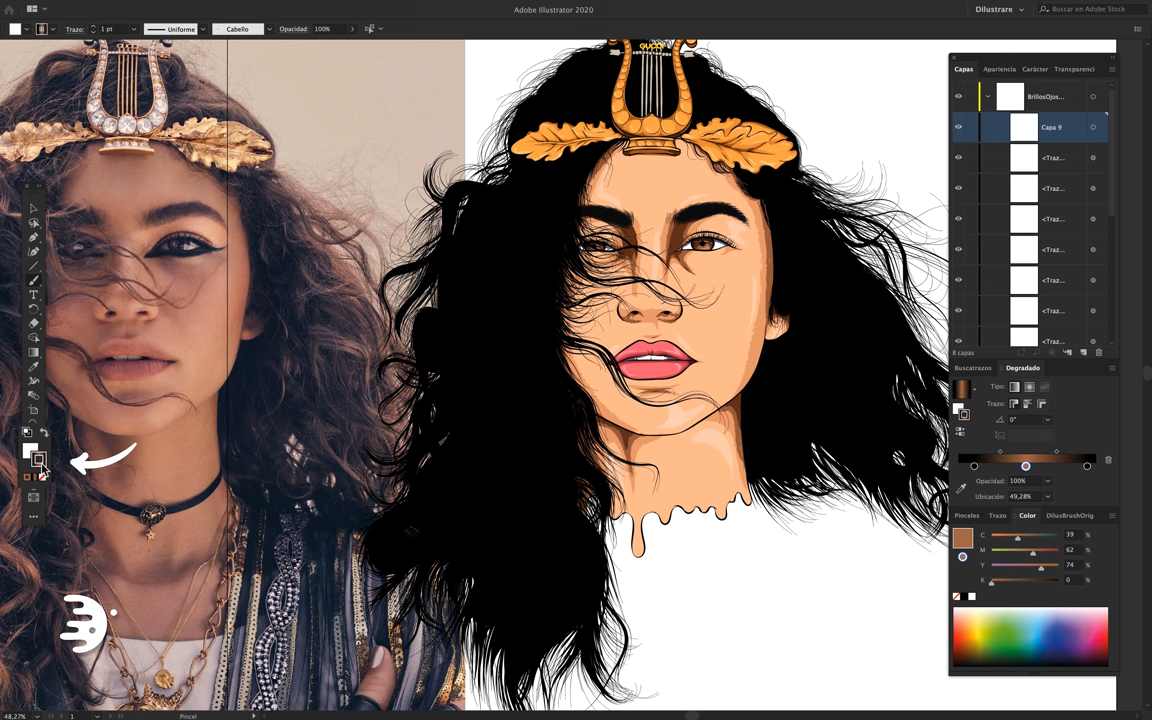 Adobe Illustrator 2020
Dilustrare
Buscar en Adobe Stock
Trazo:
1 pt
Uniforme
Cabello
Opacidad:
100%
GUCCI
Capas
Apariencia
Carácter
Transparenci
BrillosOjos...
Capa 9
<Traz...
<Traz...
<Traz...
<Traz...
<Traz...
<Traz...
<Traz...
8 capas
Buscatrazos
Degradado
Tipo:
Trazo:
0°
Opacidad:
100%
Ubicación:
49,28%
Pinceles
Trazo
Color
DilusBrushOrig
C
39
%
M
62
%
Y
74
%
K
0
%
48,27%
1
Pincel